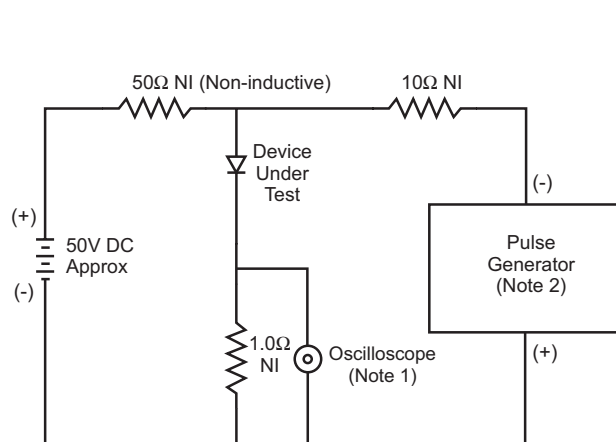 50Ω NI (Non-inductive)
10Ω NI
Device
Under
Test
(+)
50V DC
Approx
(-)
(-)
Pulse
Generator
(Note 2)
(+)
1.0Ω
NI
Oscilloscope
(Note 1)